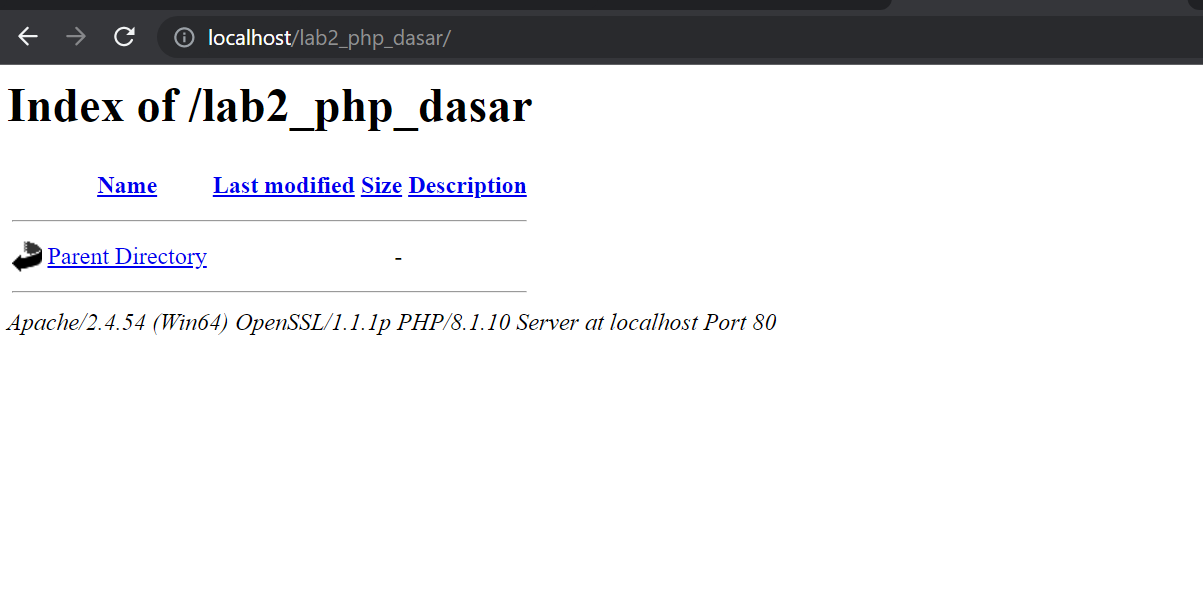 localhost/lab2_php_dasar/
Index of /lab2_php_dasar
Name Last modified Size Description
Parent Directory -
Apache/2.4.54 (Win64) OpenSSL/1.1.1p PHP/8.1.10 Server at localhost Port 80